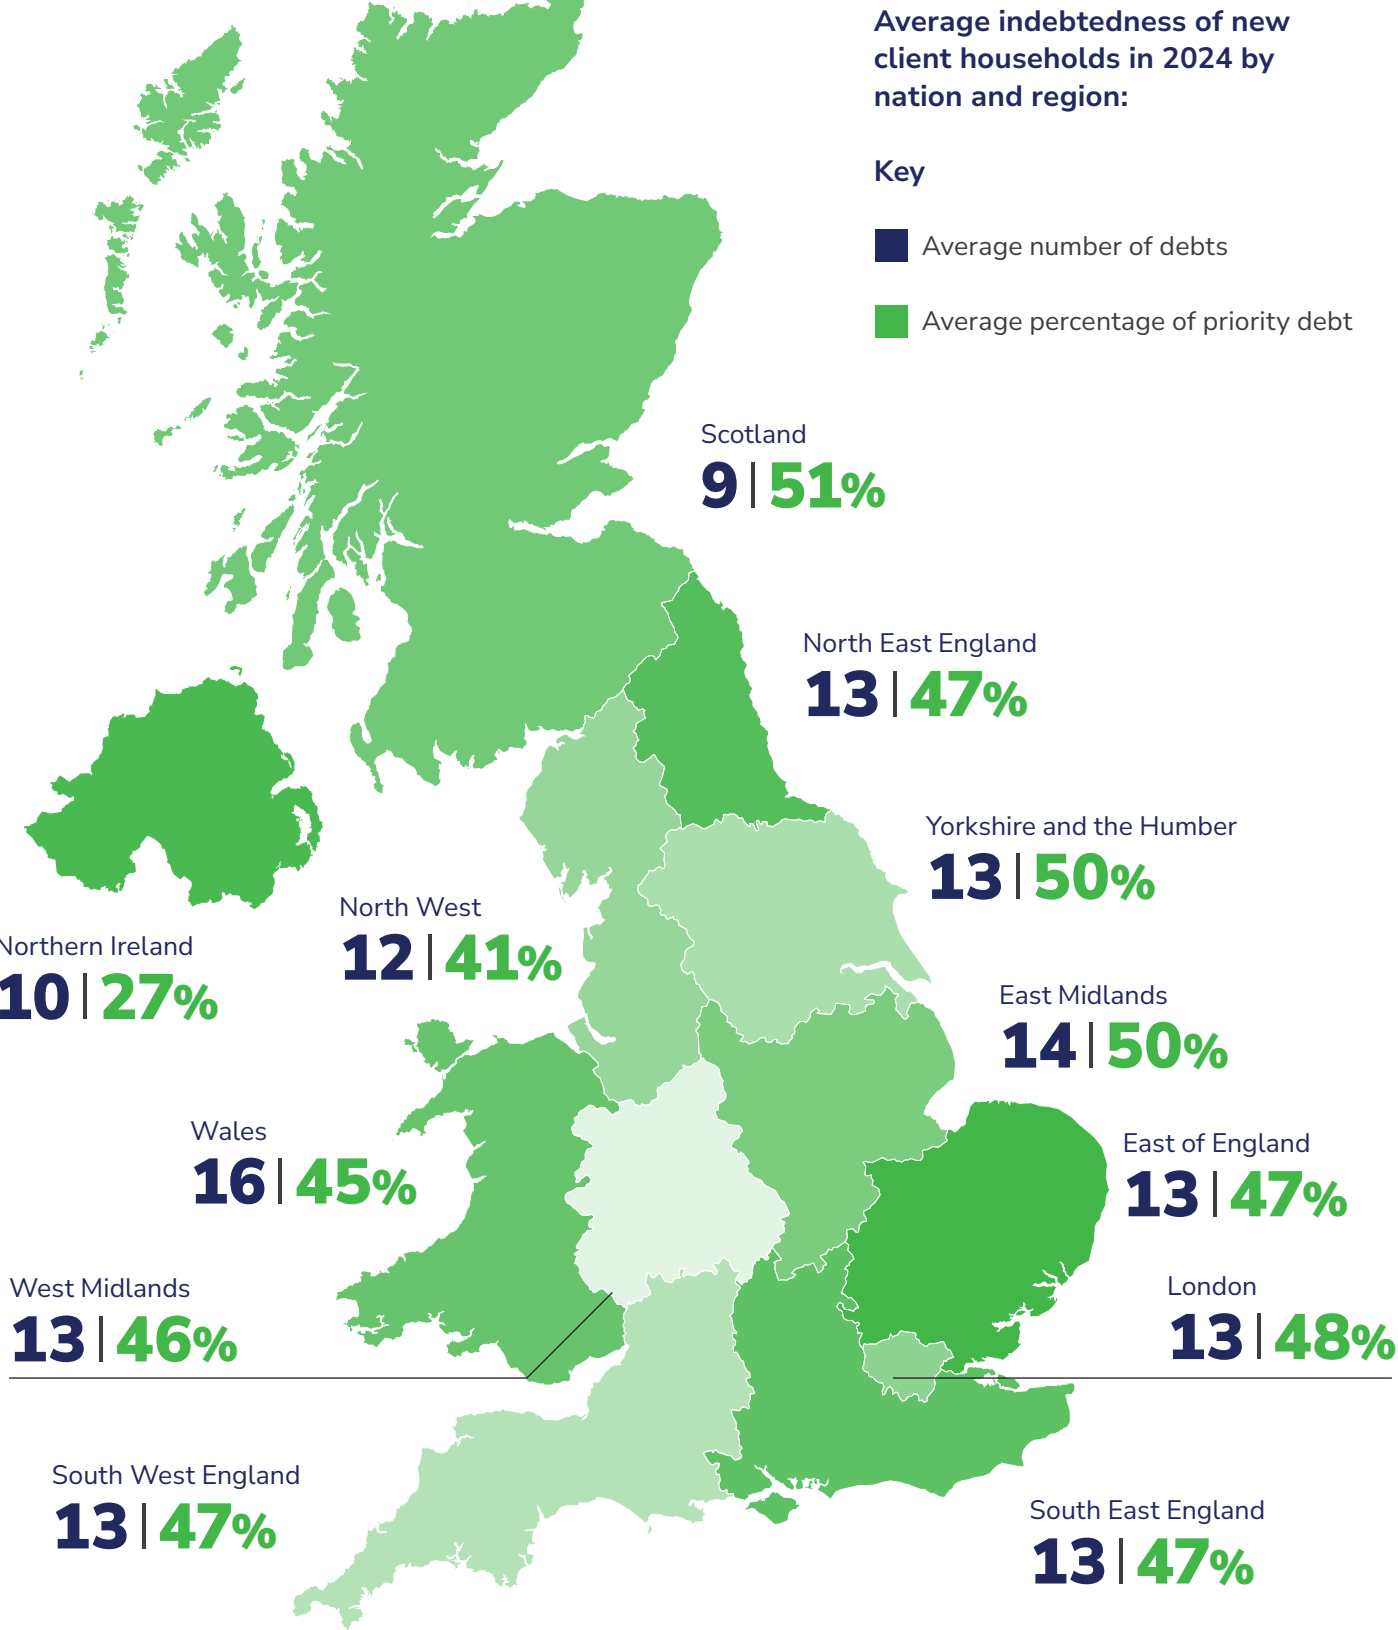 Average indebtedness of new
client households in 2024 by
nation and region:
Key
Average number of debts
Average percentage of priority debt
Scotland
9 | 51%
North East England
13 | 47%
Yorkshire and the Humber
13 | 50%
North West
12 | 41%
Northern Ireland
10 | 27%
East Midlands
14 | 50%
Wales
16 | 45%
East of England
13 | 47%
West Midlands
13 | 46%
London
13 | 48%
South West England
13 | 47%
South East England
13 | 47%